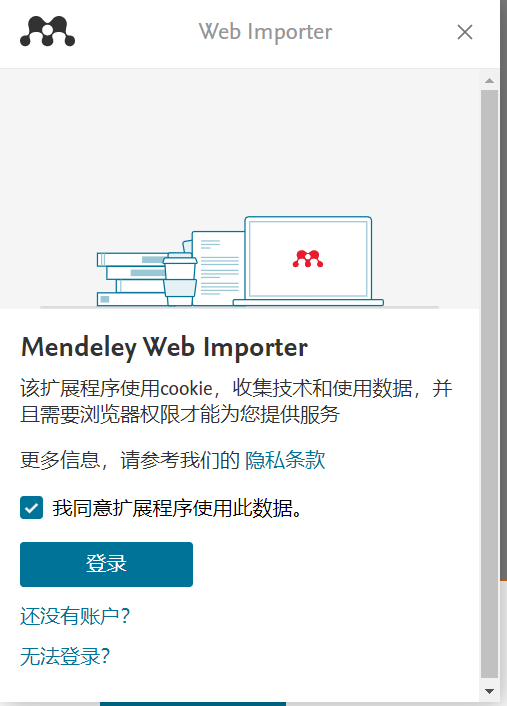 Web Importer
Mendeley Web Importer
该扩展程序使用cookie，收集技术和使用数据，并
且需要浏览器权限才能为您提供服务
更多信息，请参考我们的 隐私条款
我同意扩展程序使用此数据。
登录
还没有账户？
无法登录？